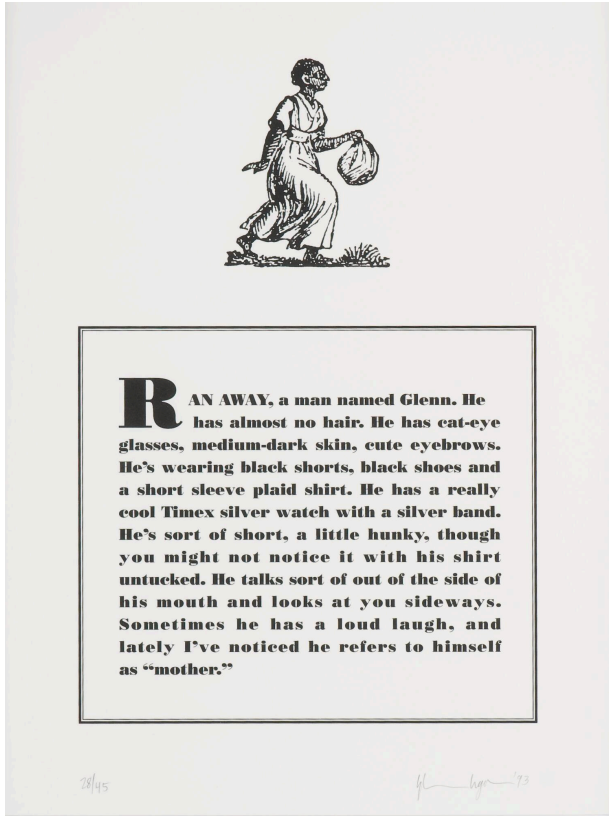 RAN AWAY, a man named Glenn. He
has almost no hair. He has cat-eye
glasses, medium-dark skin, cute eyebrows.
He's wearing black shorts, black shoes and
a short sleeve plaid shirt. He has a really
cool Timex silver watch with a silver band.
He's sort of short, a little hunky, though
you might not notice it with his shirt
untucked. He talks sort of out of the side of
his mouth and looks at you sideways.
Sometimes he has a loud laugh, and
lately I've noticed he refers to himself
as “mother.”
28/45 '93